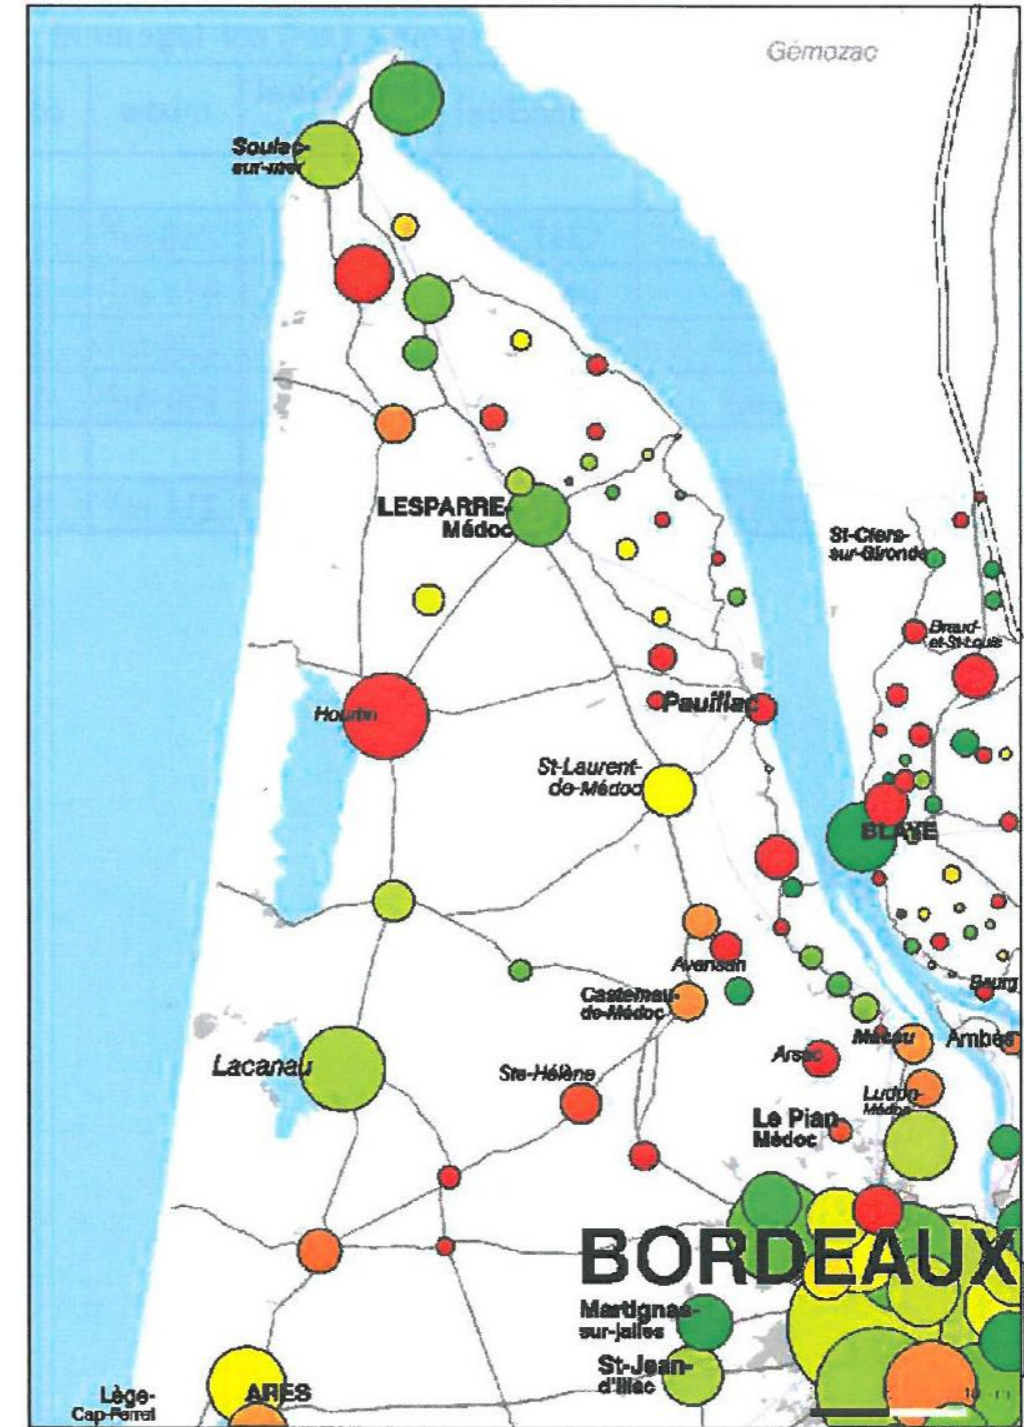 Gémozac
Soulac-
sur-mer
LESPARRE-
Médoc
St-Ciers-
sur-Gironde
Braud-
et-St-Louis
Hourtin
Pauillac
St-Laurent-
de-Médoc
BLAYE
Avensan
Castelnau-
de-Médoc
Bourg
Macau
Ambès
Arsac
Lacanau
Ste-Hélène
Ludon-
Médoc
Le Pian-
Médoc
BORDEAUX
Martignas-
sur-jalles
St-Jean-
d'Illac
Lège-
Cap-Ferret
ARES